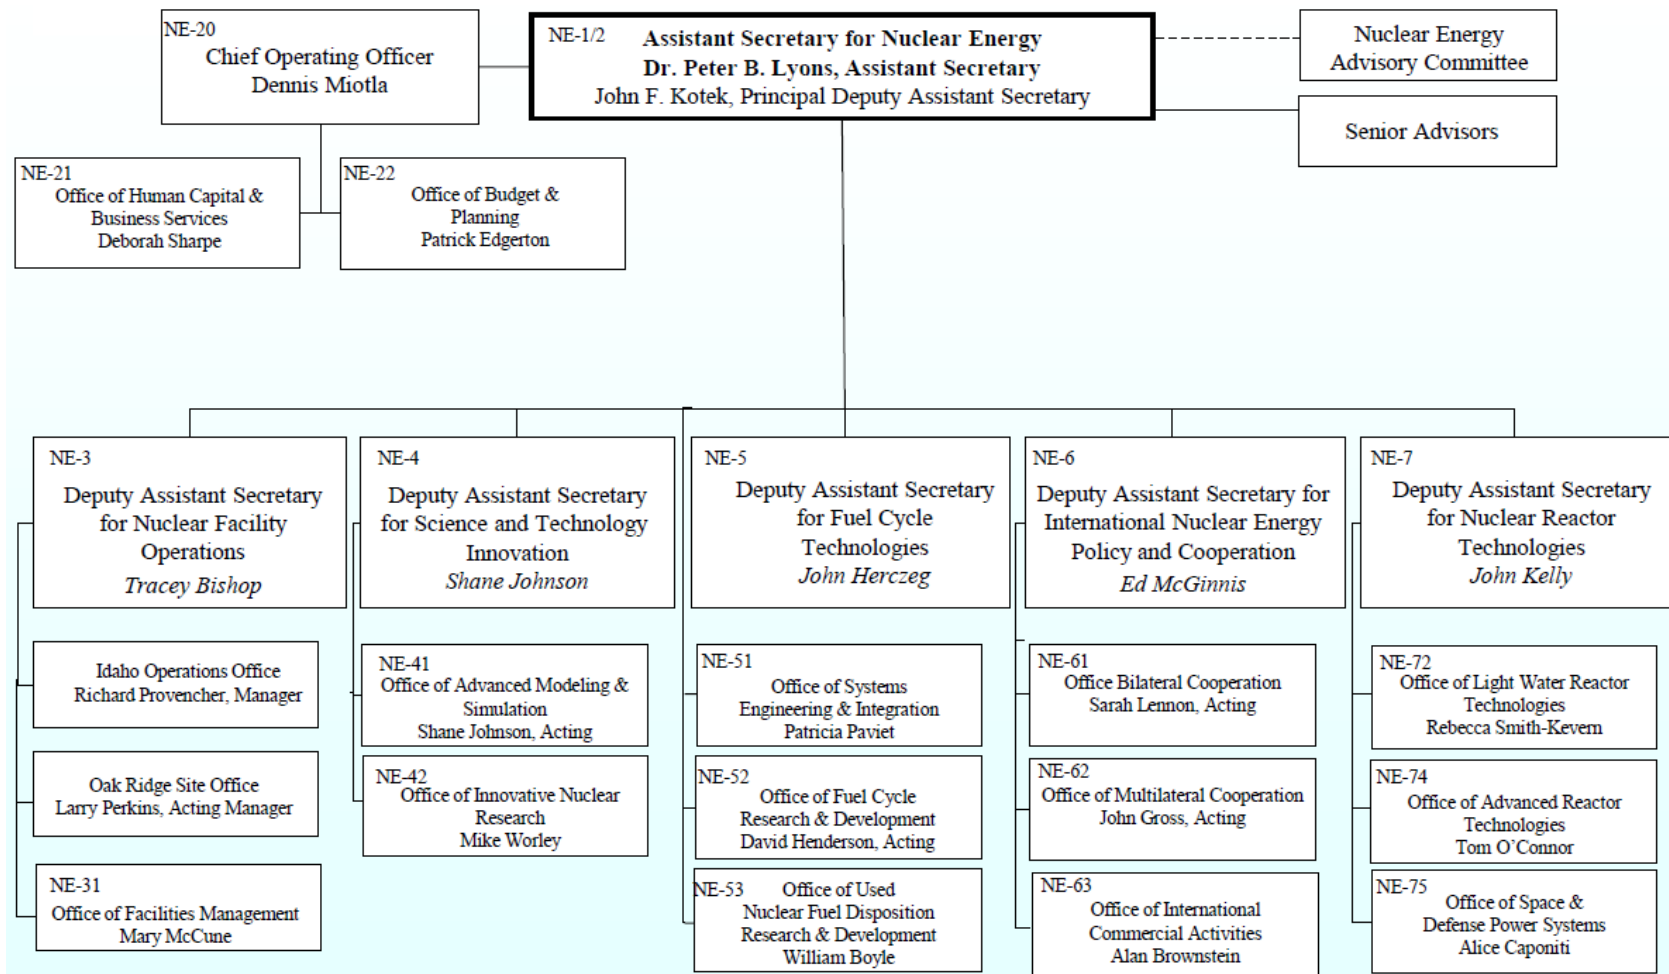 NE-20
Chief Operating Officer
Dennis Miotla
NE-1/2 Assistant Secretary for Nuclear Energy
Dr. Peter B. Lyons, Assistant Secretary
John F. Kotek, Principal Deputy Assistant Secretary
Nuclear Energy
Advisory Committee
Senior Advisors
NE-21
Office of Human Capital &
Business Services
Deborah Sharpe
NE-22
Office of Budget &
Planning
Patrick Edgerton
NE-3
Deputy Assistant Secretary
for Nuclear Facility
Operations
Tracey Bishop
Idaho Operations Office
Richard Provencher, Manager
Oak Ridge Site Office
Larry Perkins, Acting Manager
NE-31
Office of Facilities Management
Mary McCune
NE-4
Deputy Assistant Secretary
for Science and Technology
Innovation
Shane Johnson
NE-41
Office of Advanced Modeling &
Simulation
Shane Johnson, Acting
NE-42
Office of Innovative Nuclear
Research
Mike Worley
NE-5
Deputy Assistant Secretary
for Fuel Cycle
Technologies
John Herczeg
NE-51
Office of Systems
Engineering & Integration
Patricia Paviet
NE-52
Office of Fuel Cycle
Research & Development
David Henderson, Acting
NE-53 Office of Used
Nuclear Fuel Disposition
Research & Development
William Boyle
NE-6
Deputy Assistant Secretary for
International Nuclear Energy
Policy and Cooperation
Ed McGinnis
NE-61
Office Bilateral Cooperation
Sarah Lennon, Acting
NE-62
Office of Multilateral Cooperation
John Gross, Acting
NE-63
Office of International
Commercial Activities
Alan Brownstein
NE-7
Deputy Assistant Secretary
for Nuclear Reactor
Technologies
John Kelly
NE-72
Office of Light Water Reactor
Technologies
Rebecca Smith-Kevern
NE-74
Office of Advanced Reactor
Technologies
Tom O’Connor
NE-75
Office of Space &
Defense Power Systems
Alice Caponiti